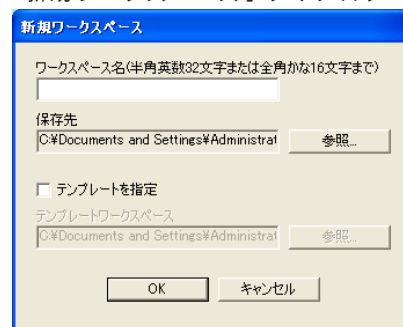 新規ワークスペース
ワークスペース名(半角英数32文字または全角かな16文字まで)
保存先
C:¥Documents and Settings¥Administrat
参照...
テンプレートを指定
テンプレートワークスペース
C:¥Documents and Settings¥Administrat
参照...
OK キャンセル